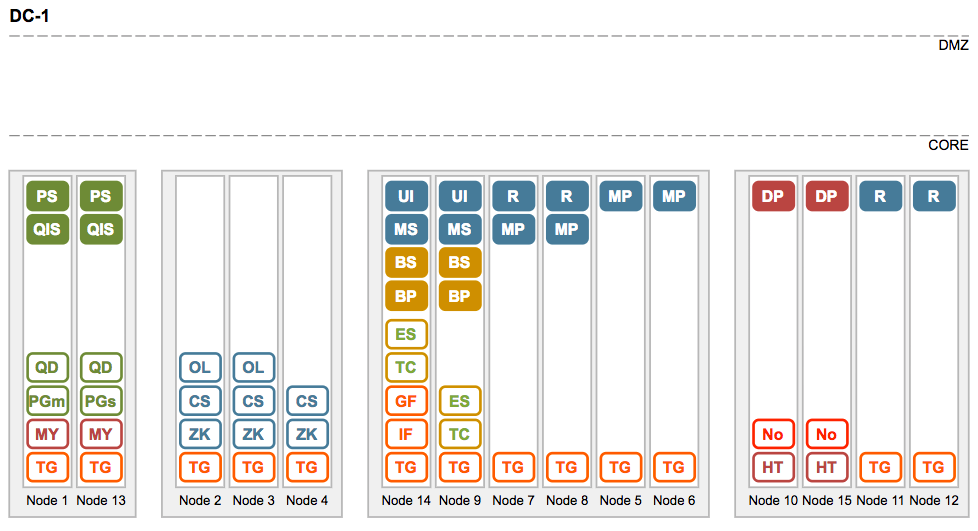 DC-1
DMZ
CORE
PS PS UI UI R R MP MP DP DP R R
QIS QIS MS MS MP MP
BS BS
BP BP
ES
QD QD OL OL TC
PGm PGs CS CS CS GF ES
MY MY ZK ZK ZK IF TC No No
TG TG TG TG TG TG TG TG TG TG TG HT HT TG TG
Node 1 Node 13 Node 2 Node 3 Node 4 Node 14 Node 9 Node 7 Node 8 Node 5 Node 6 Node 10 Node 15 Node 11 Node 12